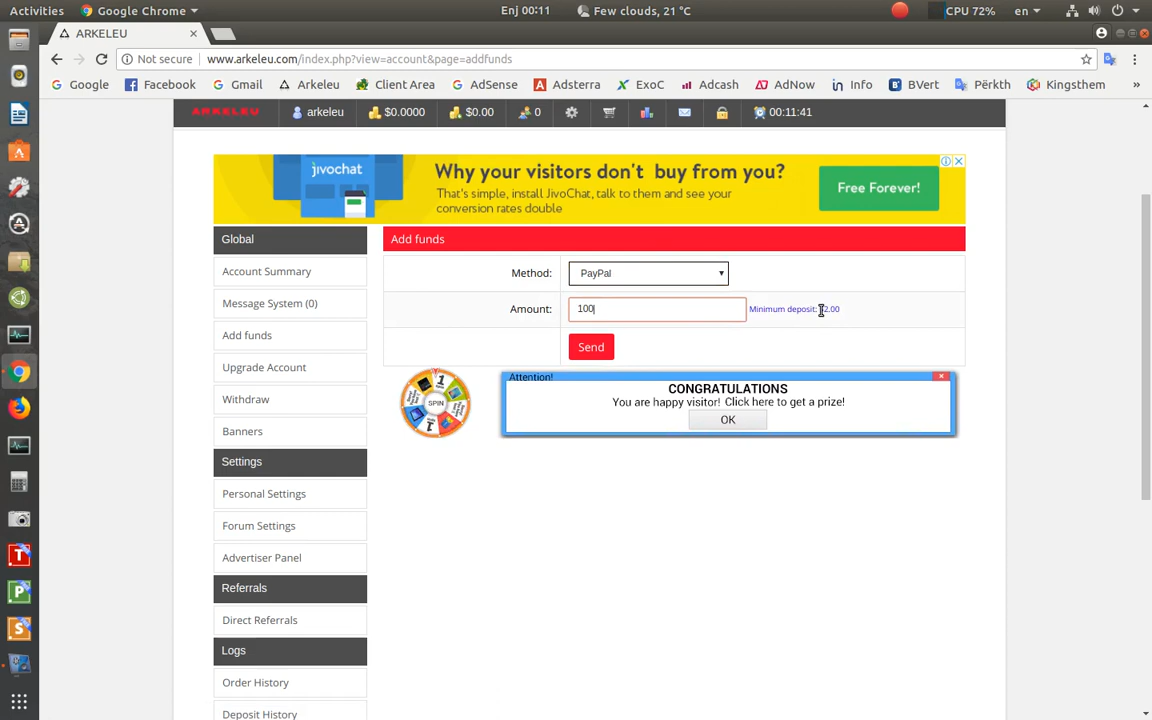 Activities Google Chrome Enj 00:11 Few clouds, 21 °C CPU 72% en
ARKELEU
Not secure www.arkeleu.com/index.php?view=account&page=addfunds
Google Facebook Gmail Arkeleu Client Area AdSense Adsterra ExoC Adcash AdNow Info BVert Përkth Kingsthem »
ARKELEU arkeleu $0.0000 $0.00 0 00:11:41
jivochat
Why your visitors don't buy from you?
That's simple, install JivoChat, talk to them and see your
conversion rates double
Free Forever!
Global
Account Summary
Message System (0)
Add funds
Upgrade Account
Withdraw
Banners
Settings
Personal Settings
Forum Settings
Advertiser Panel
Referrals
Direct Referrals
Logs
Order History
Deposit History
Add funds
Method: PayPal
Amount: 100 Minimum deposit: 2.00
Send
SPIN
Attention!
CONGRATULATIONS
You are happy visitor! Click here to get a prize!
OK